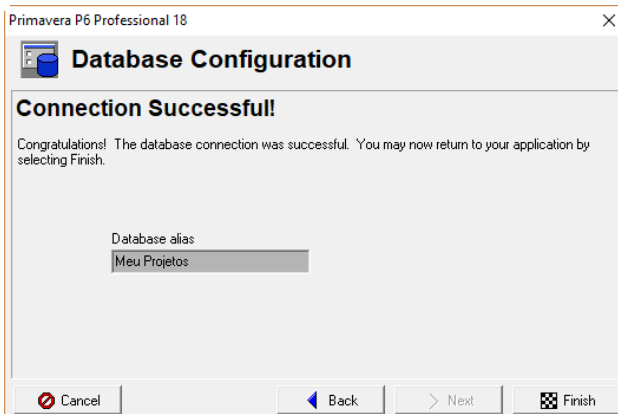 Primavera P6 Professional 18
Database Configuration
Connection Successful!
Congratulations! The database connection was successful. You may now return to your application by
selecting Finish.
Database alias
Meu Projetos
Cancel
Back
Next
Finish